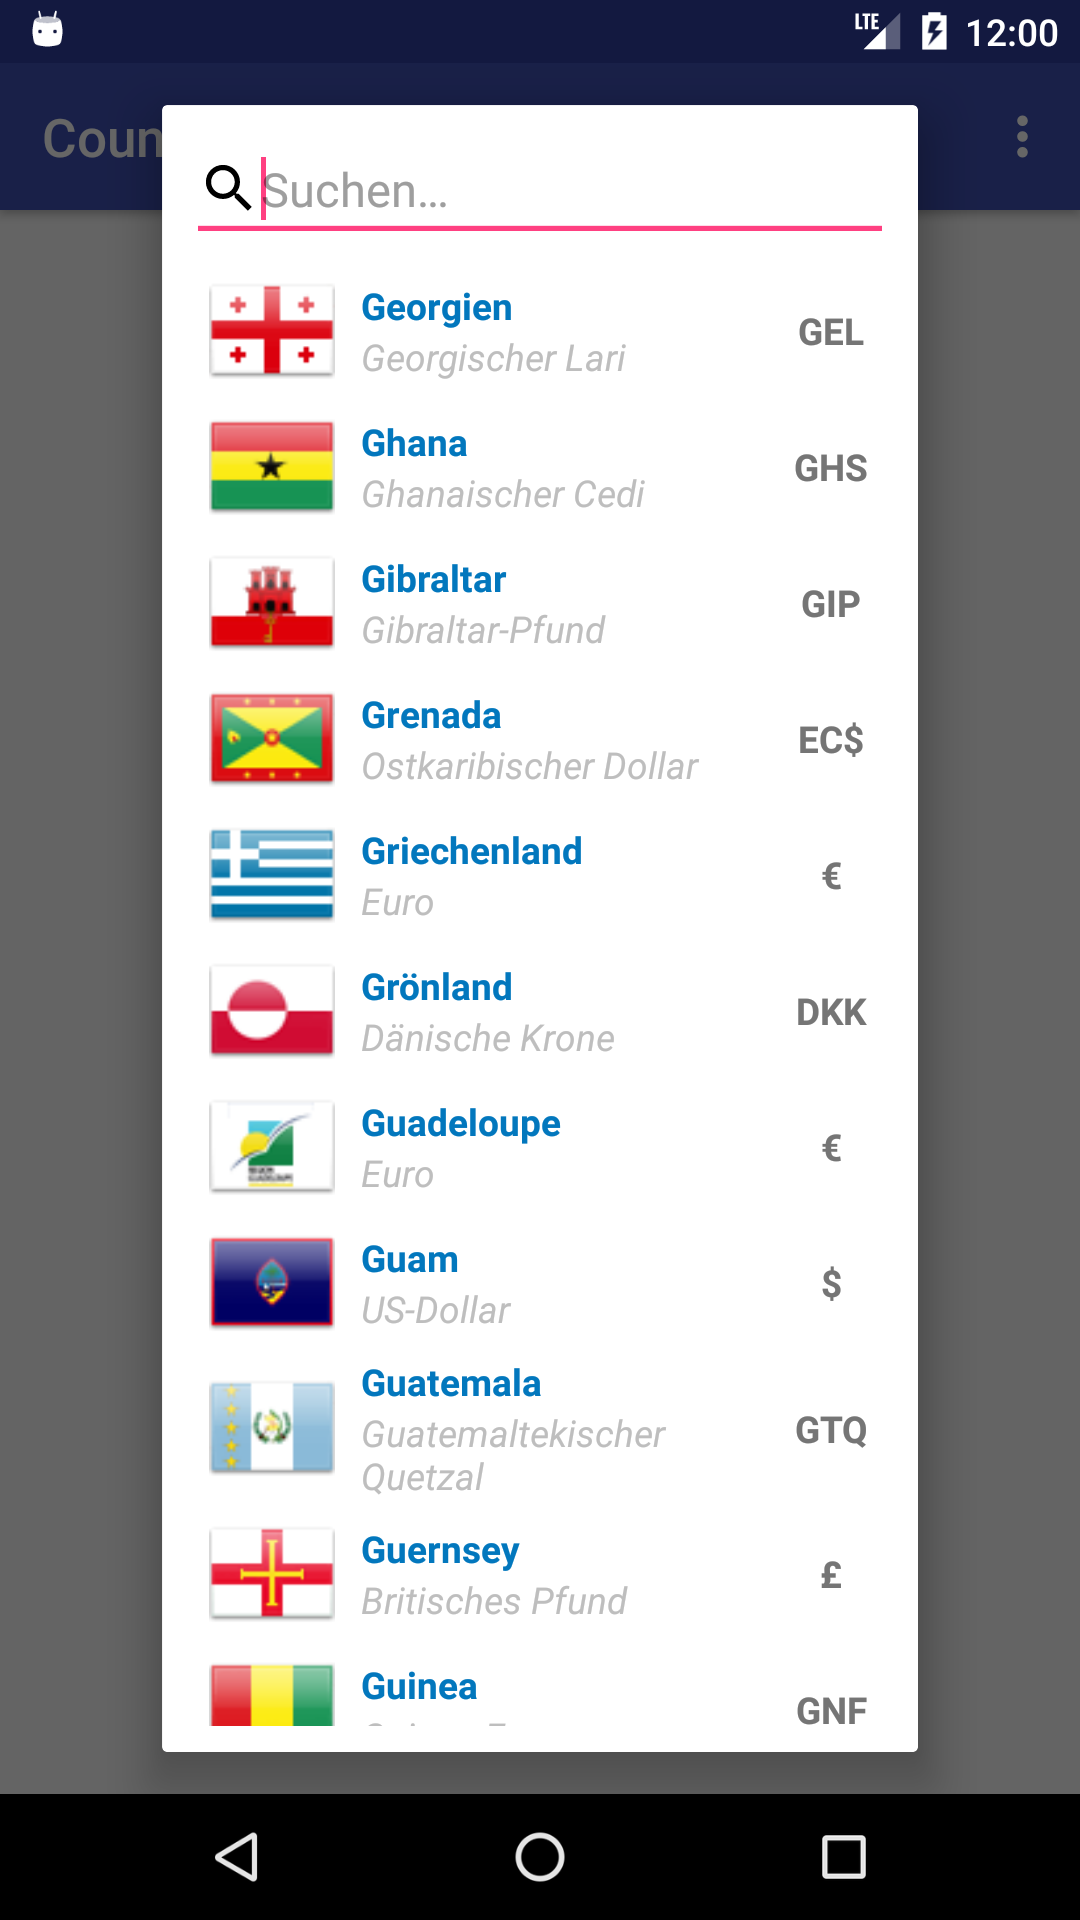 LTE 12:00
Coun
Suchen...
Georgien
Georgischer Lari
GEL
Ghana
Ghanaischer Cedi
GHS
Gibraltar
Gibraltar-Pfund
GIP
Grenada
Ostkaribischer Dollar
EC$
Griechenland
Euro
€
Grönland
Dänische Krone
DKK
Guadeloupe
Euro
€
Guam
US-Dollar
$
Guatemala
Guatemaltekischer
Quetzal
GTQ
Guernsey
Britisches Pfund
£
Guinea
GNF